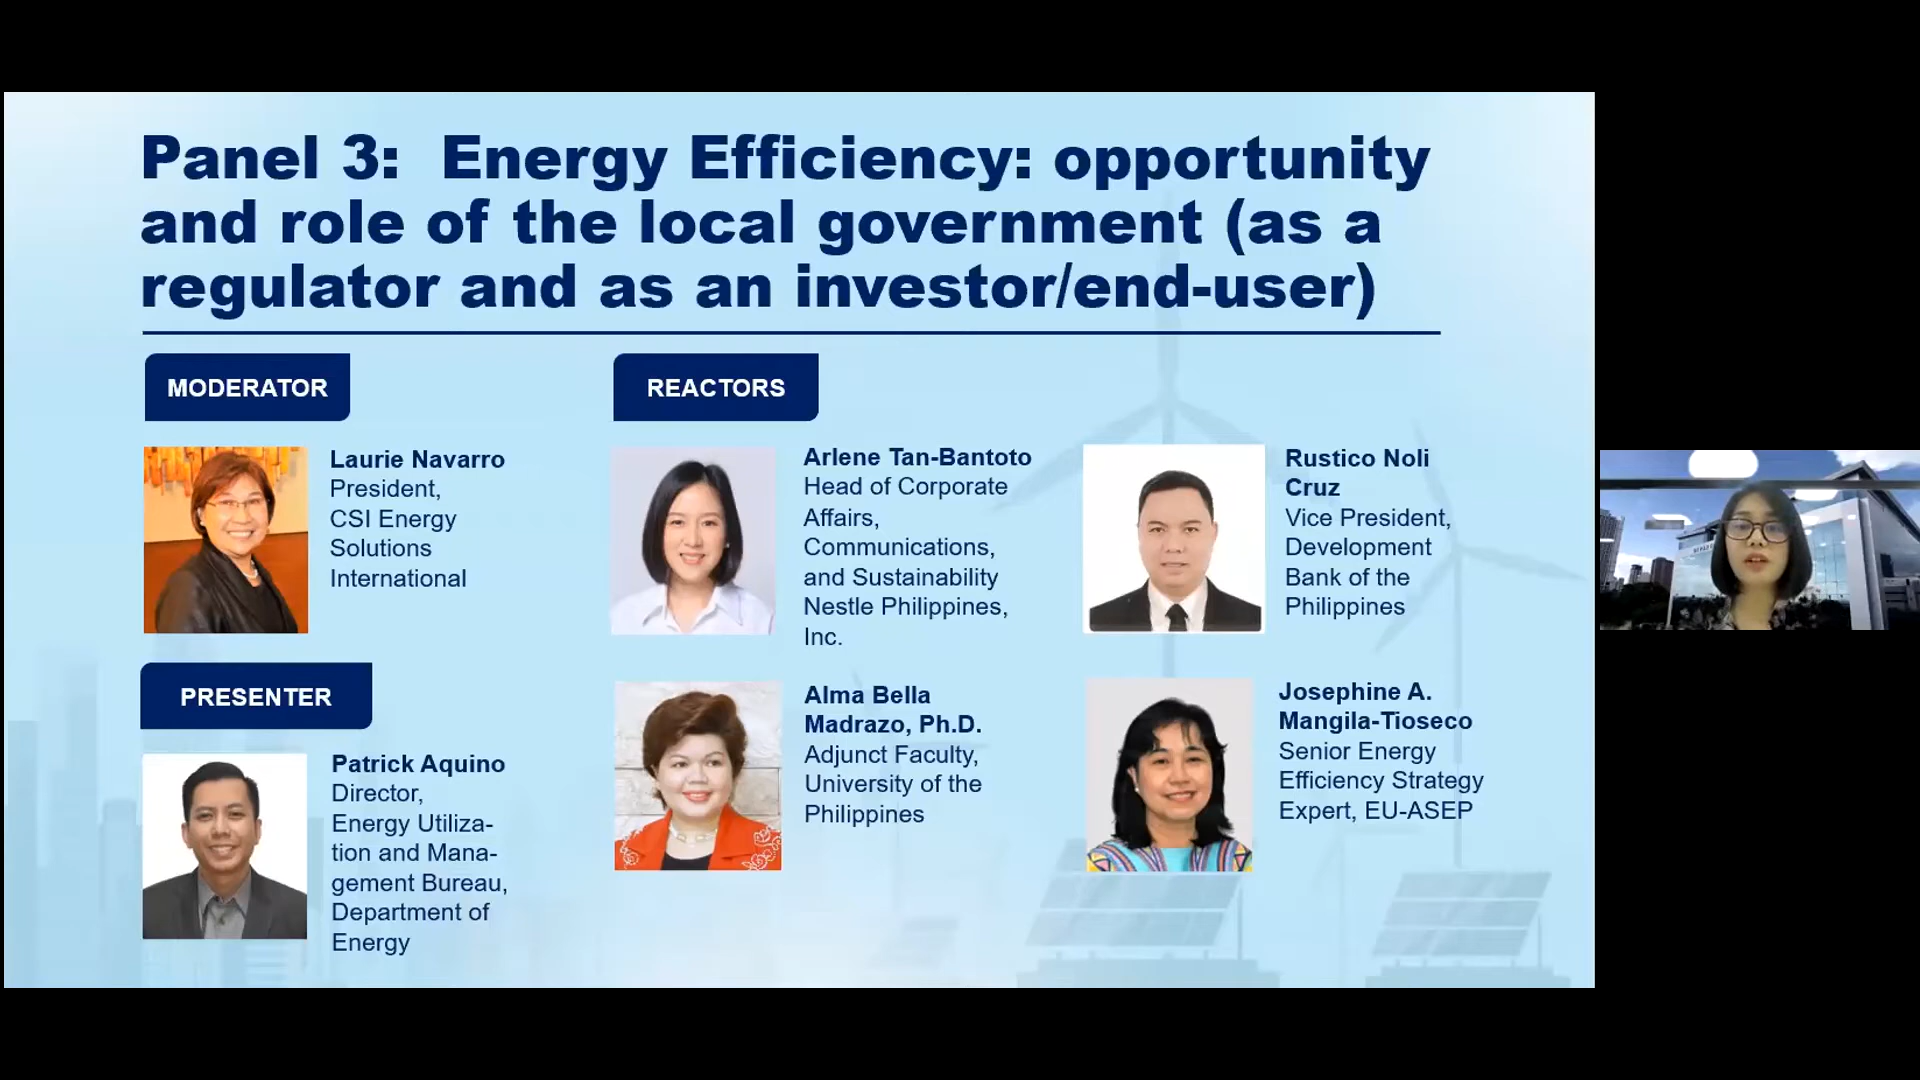 Panel 3:  Energy Efficiency: opportunity
and role of the local government (as a
regulator and as an investor/end-user)
MODERATOR
Laurie Navarro
President,
CSI Energy
Solutions
International
PRESENTER
Patrick Aquino
Director,
Energy Utiliza-
tion and Mana-
gement Bureau,
Department of
Energy
REACTORS
Arlene Tan-Bantoto
Head of Corporate
Affairs,
Communications,
and Sustainability
Nestle Philippines,
Inc.
Rustico Noli
Cruz
Vice President,
Development
Bank of the
Philippines
Alma Bella
Madrazo, Ph.D.
Adjunct Faculty,
University of the
Philippines
Josephine A.
Mangila-Tioseco
Senior Energy
Efficiency Strategy
Expert, EU-ASEP